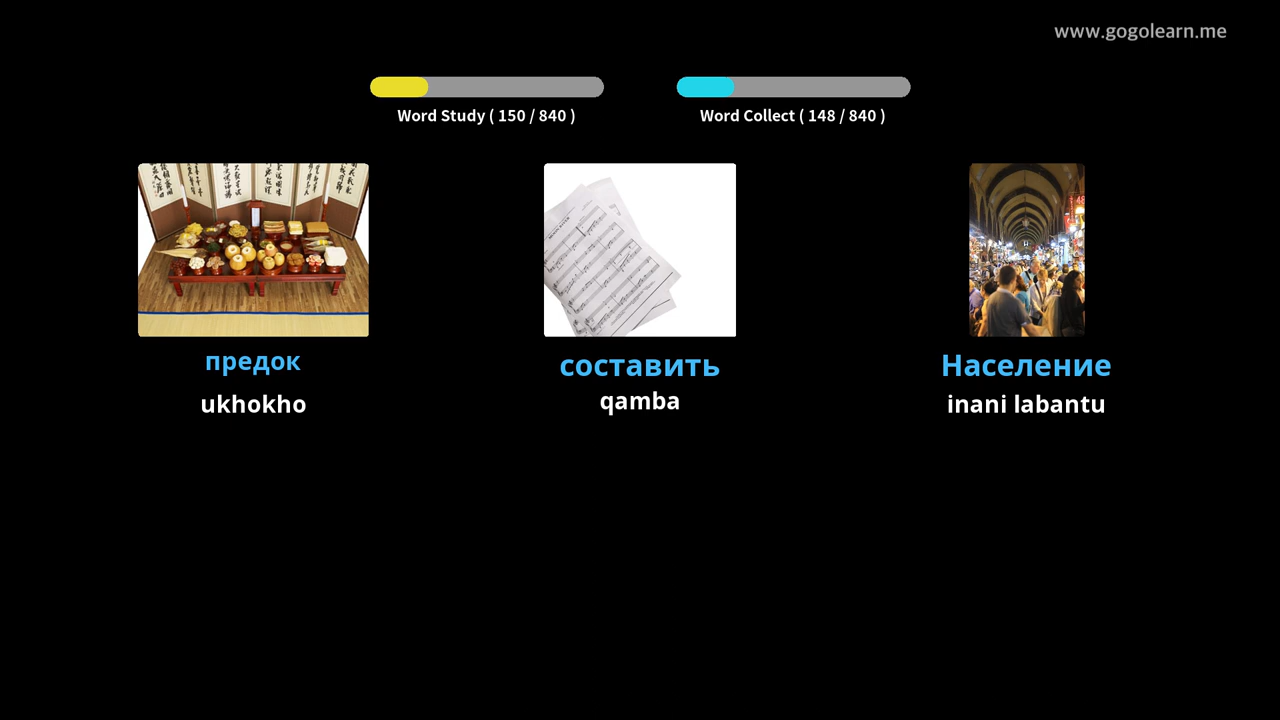 www.gogolearn.me
Word Study ( 150 / 840 )
Word Collect ( 148 / 840 )
предок
ukhokho
составить
qamba
Население
inani labantu